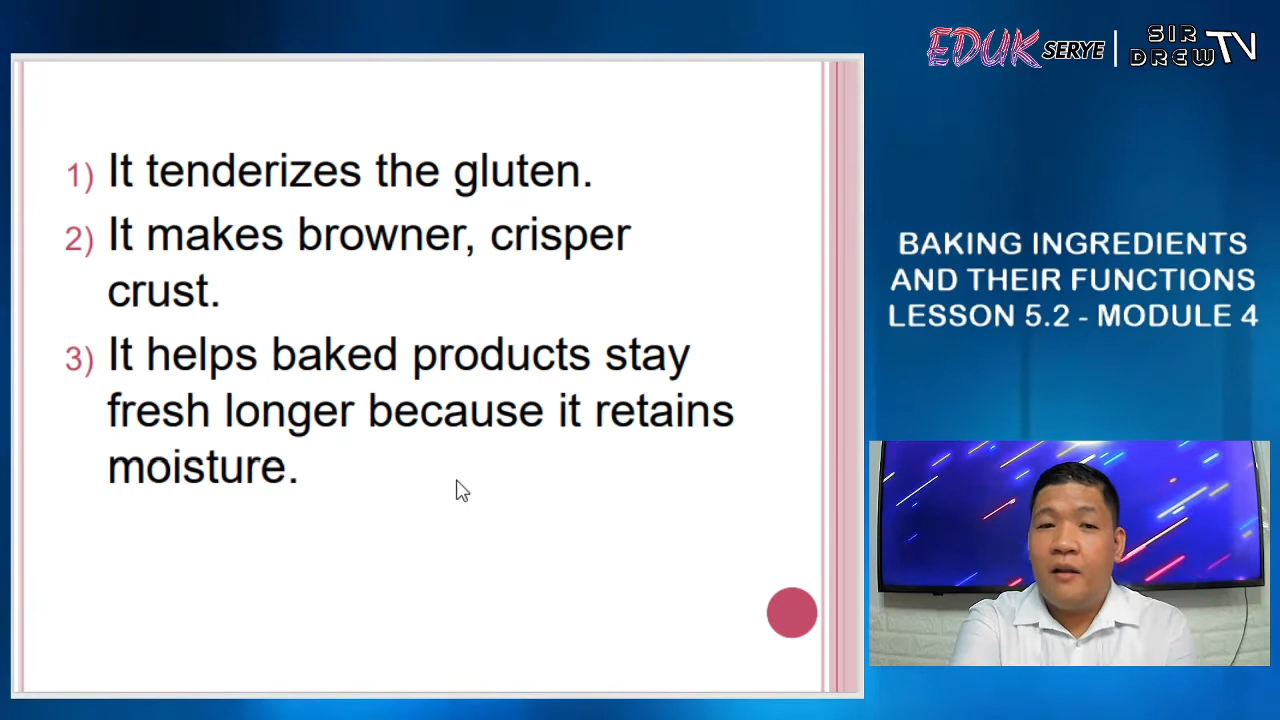 EDUK SERYE | SIR DREW TV
1) It tenderizes the gluten.
2) It makes browner, crisper
crust.
3) It helps baked products stay
fresh longer because it retains
moisture.
BAKING INGREDIENTS
AND THEIR FUNCTIONS
LESSON 5.2 - MODULE 4